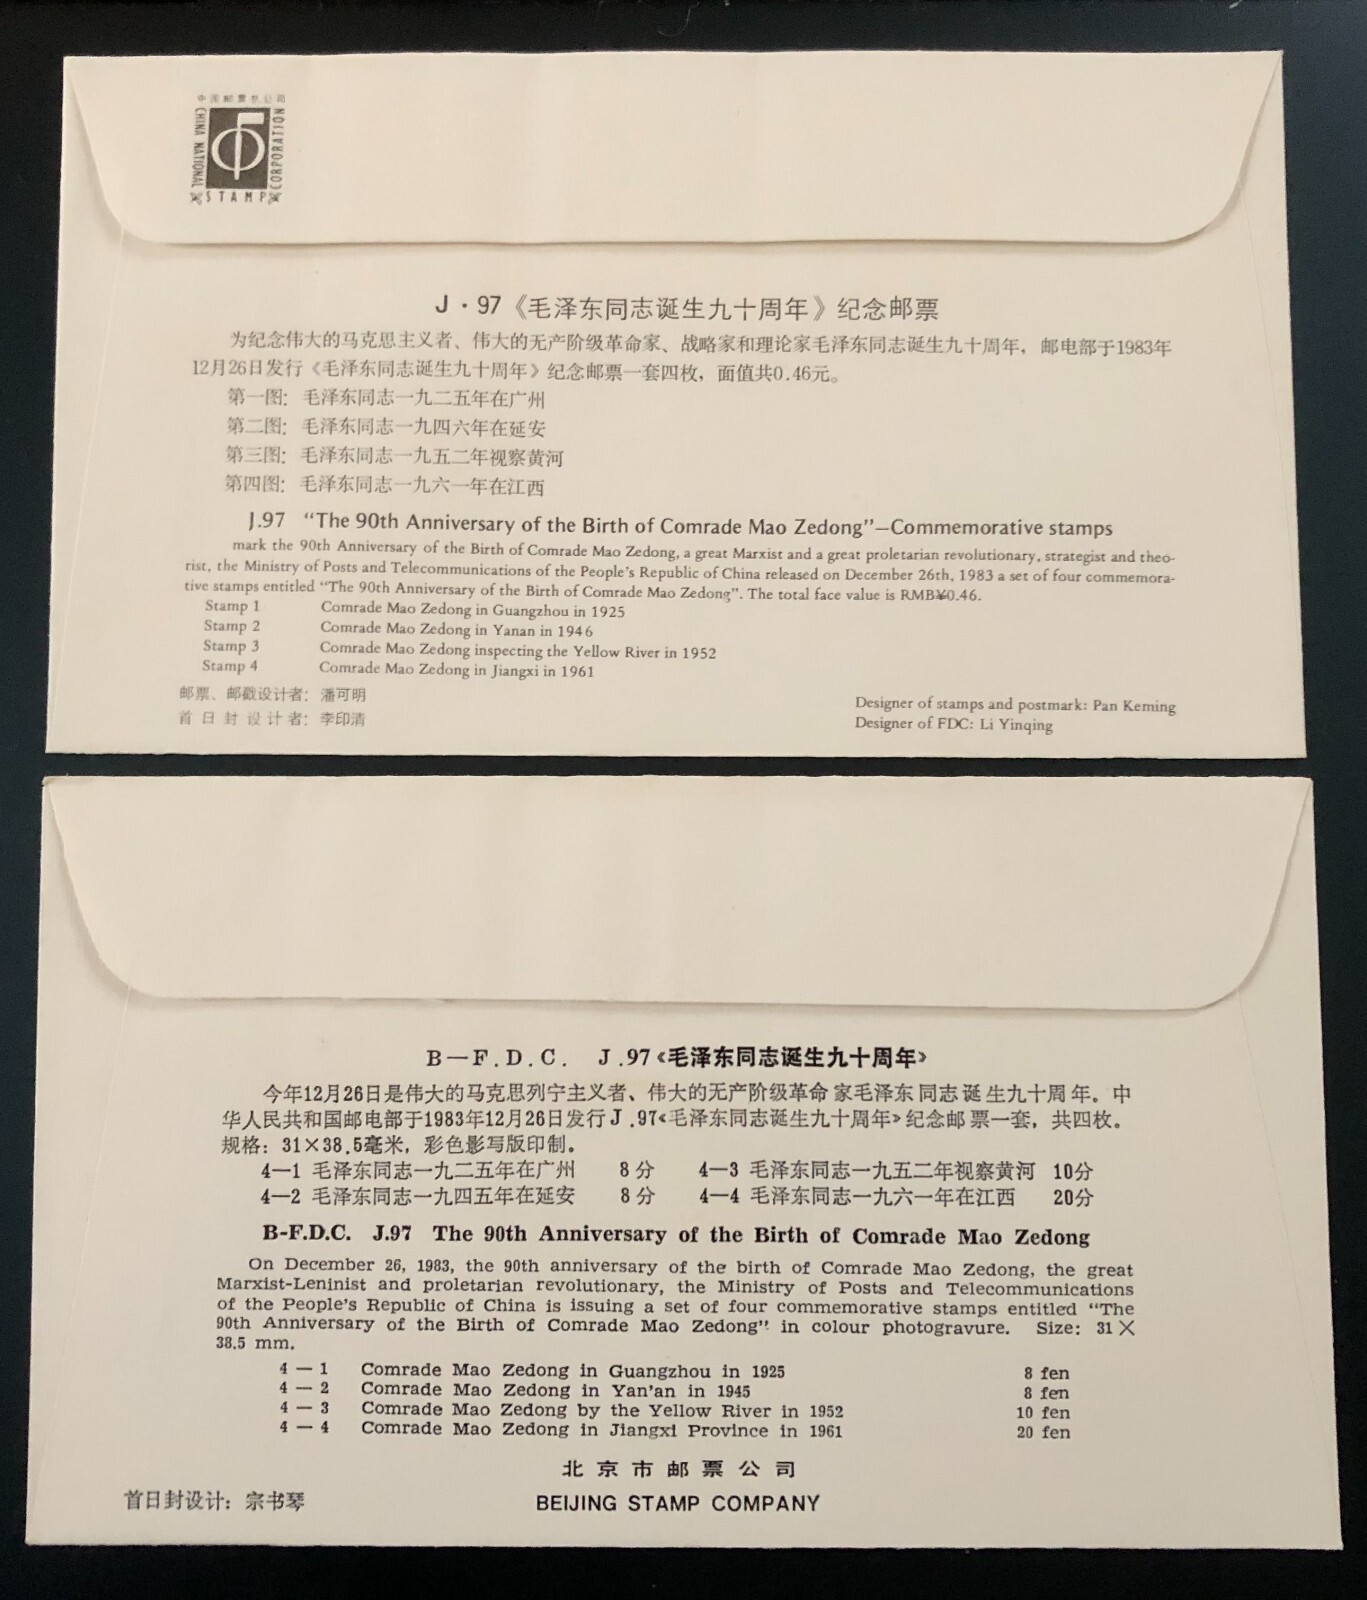 中国邮票总公司
CHINA NATIONAL
STAMP
CORPORATION
J·97《毛泽东同志诞生九十周年》纪念邮票
为纪念伟大的马克思主义者、伟大的无产阶级革命家、战略家和理论家毛泽东同志诞生九十周年，邮电部于1983年
12月26日发行《毛泽东同志诞生九十周年》纪念邮票一套四枚，面值共0.46元。
第一图：毛泽东同志一九二五年在广州
第二图：毛泽东同志一九四六年在延安
第三图：毛泽东同志一九五二年视察黄河
第四图：毛泽东同志一九六一年在江西
J.97 “The 90th Anniversary of the Birth of Comrade Mao Zedong”—Commemorative stamps
mark the 90th Anniversary of the Birth of Comrade Mao Zedong, a great Marxist and a great proletarian revolutionary, strategist and theo-
rist, the Ministry of Posts and Telecommunications of the People's Republic of China released on December 26th, 1983 a set of four commemora-
tive stamps entitled “The 90th Anniversary of the Birth of Comrade Mao Zedong”. The total face value is RMB¥0.46.
Stamp 1 Comrade Mao Zedong in Guangzhou in 1925
Stamp 2 Comrade Mao Zedong in Yanan in 1946
Stamp 3 Comrade Mao Zedong inspecting the Yellow River in 1952
Stamp 4 Comrade Mao Zedong in Jiangxi in 1961
邮票、邮戳设计者：潘可明
首日封设计者：李印清
Designer of stamps and postmark: Pan Keming
Designer of FDC: Li Yinqing
B—F.D.C. J.97《毛泽东同志诞生九十周年》
今年12月26日是伟大的马克思列宁主义者、伟大的无产阶级革命家毛泽东同志诞生九十周年。中
华人民共和国邮电部于1983年12月26日发行J.97《毛泽东同志诞生九十周年》纪念邮票一套，共四枚。
规格：31×38.5毫米，彩色影写版印制。
4—1 毛泽东同志一九二五年在广州 8分 4—3 毛泽东同志一九五二年视察黄河 10分
4—2 毛泽东同志一九四五年在延安 8分 4—4 毛泽东同志一九六一年在江西 20分
B-F.D.C. J.97 The 90th Anniversary of the Birth of Comrade Mao Zedong
On December 26, 1983, the 90th anniversary of the birth of Comrade Mao Zedong, the great
Marxist-Leninist and proletarian revolutionary, the Ministry of Posts and Telecommunications
of the People's Republic of China is issuing a set of four commemorative stamps entitled “The
90th Anniversary of the Birth of Comrade Mao Zedong” in colour photogravure. Size: 31×
38.5 mm.
4 — 1 Comrade Mao Zedong in Guangzhou in 1925 8 fen
4 — 2 Comrade Mao Zedong in Yan'an in 1945 8 fen
4 — 3 Comrade Mao Zedong by the Yellow River in 1952 10 fen
4 — 4 Comrade Mao Zedong in Jiangxi Province in 1961 20 fen
北京市邮票公司
首日封设计：宗书琴
BEIJING STAMP COMPANY